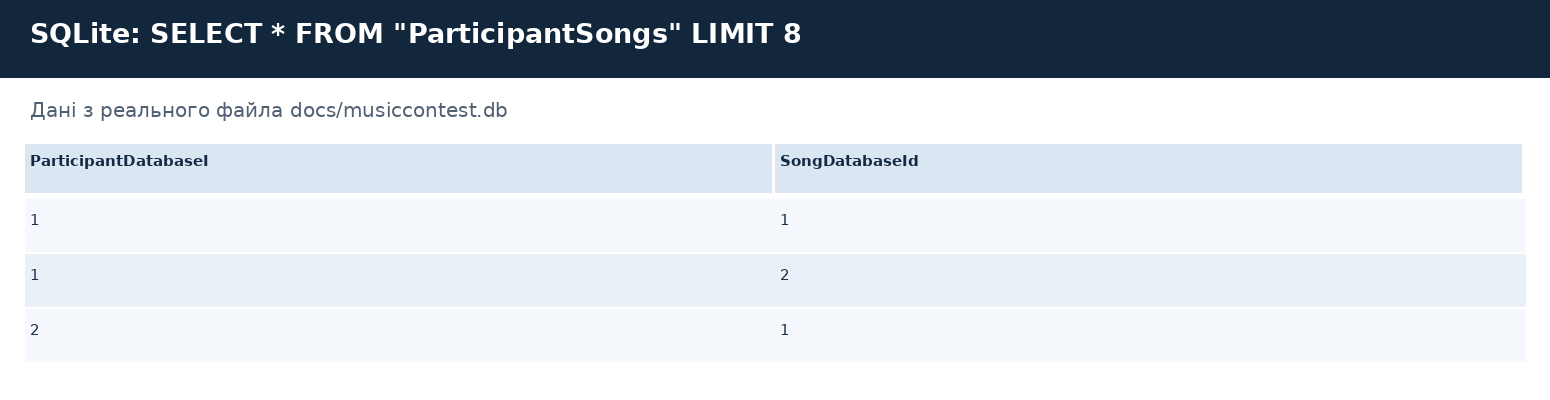 SQLite: SELECT * FROM "ParticipantSongs" LIMIT 8
Дані з реального файла docs/musiccontest.db
ParticipantDatabaseI SongDatabaseId
1 1
1 2
2 1